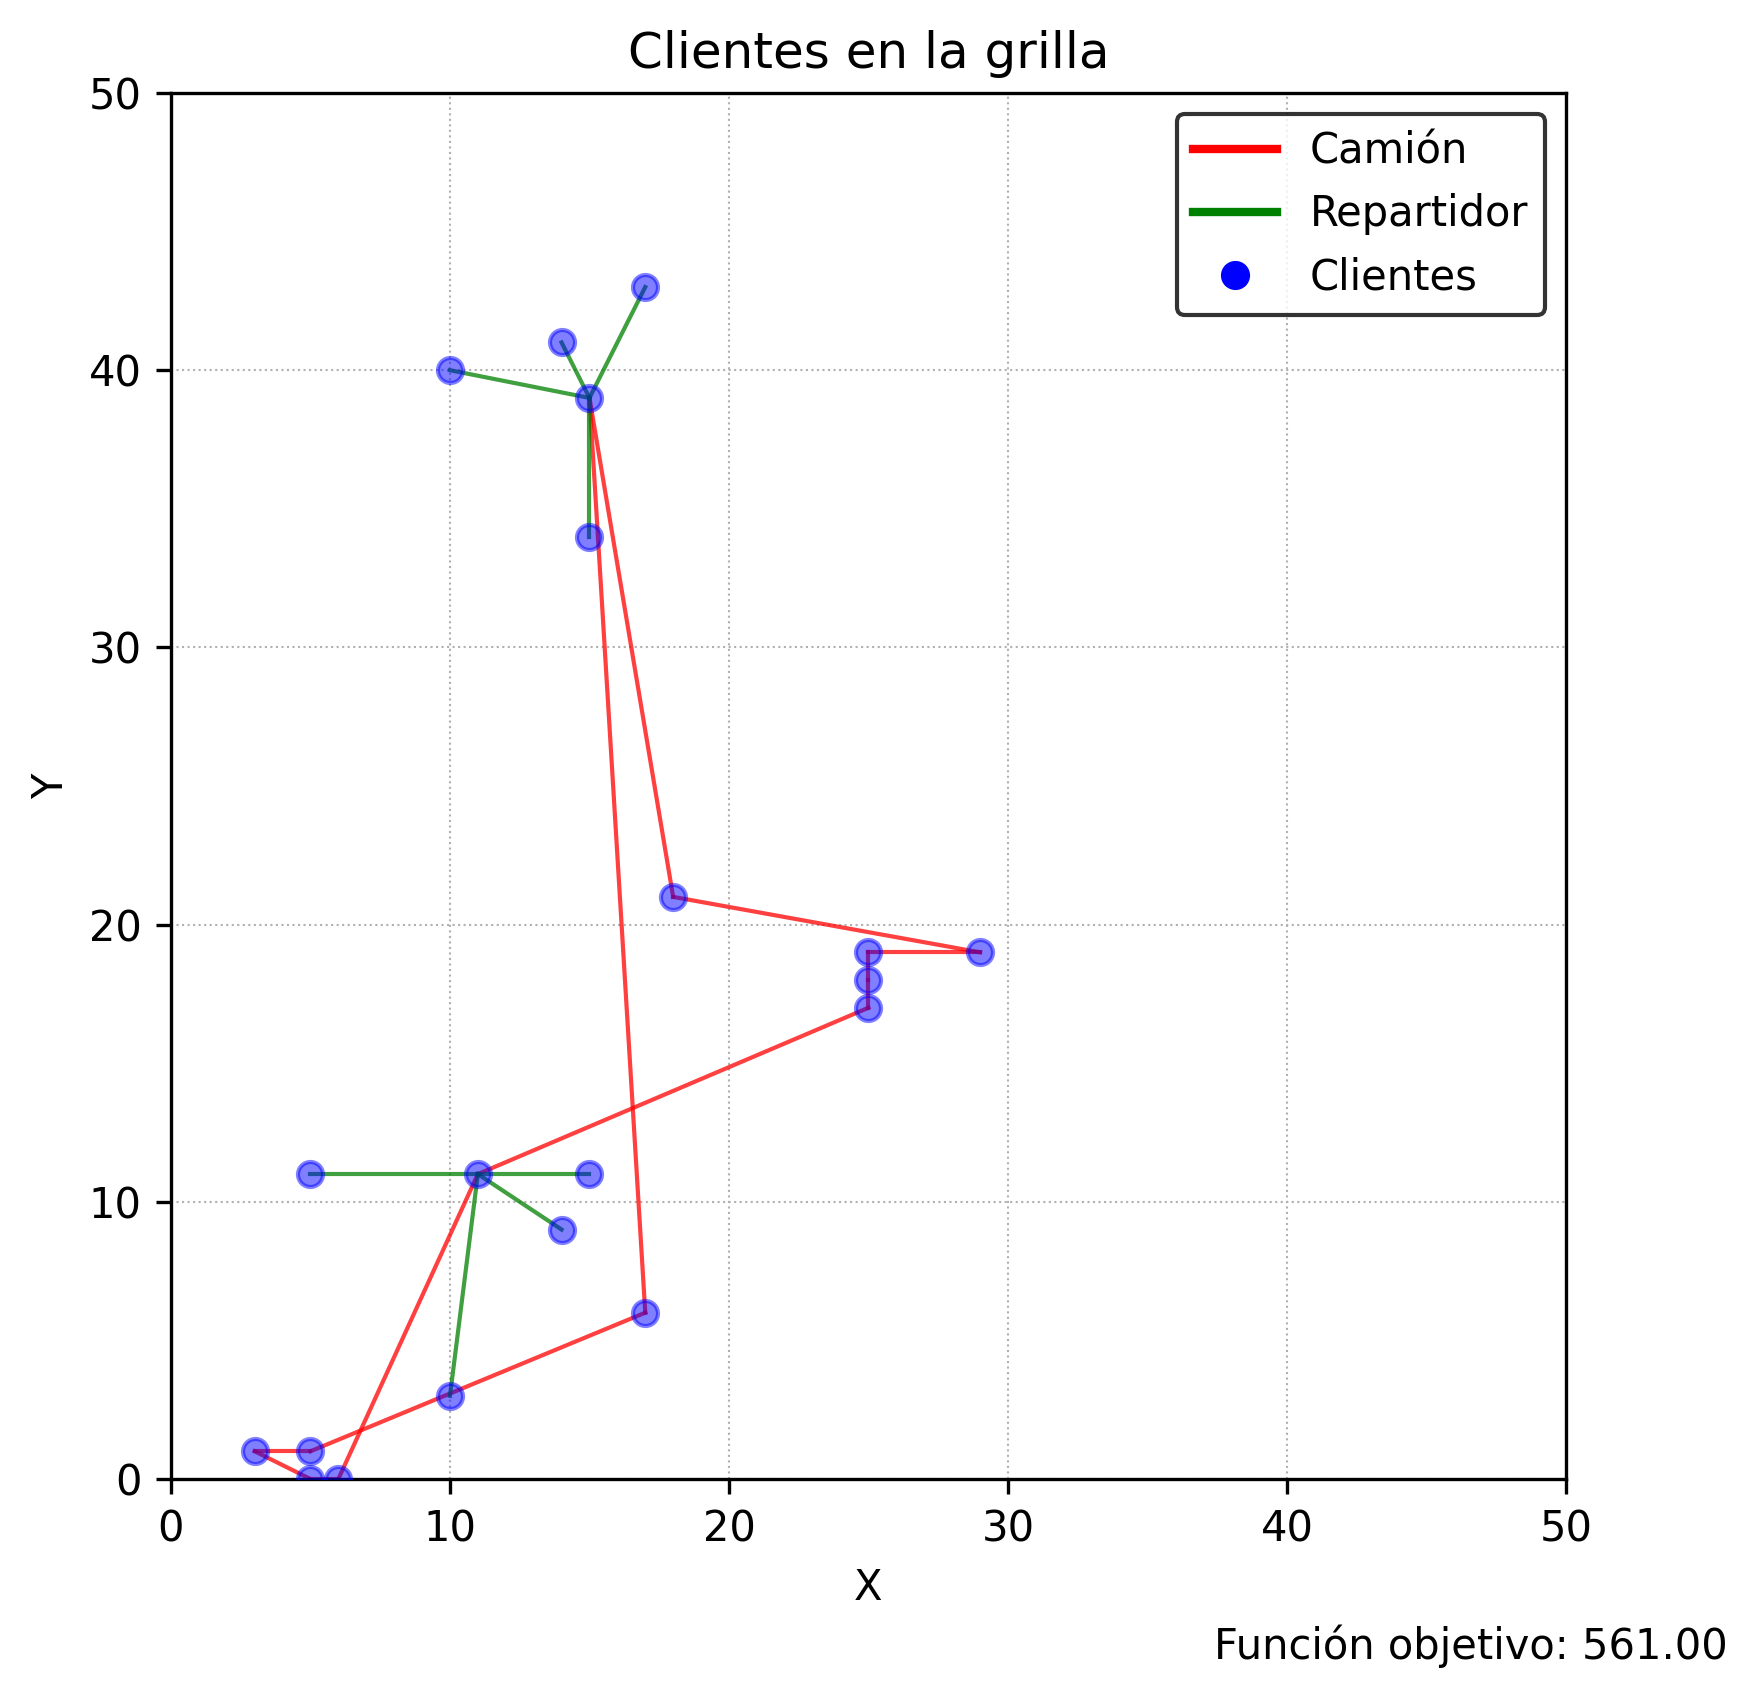 Clientes en la grilla
50
40
30
20
10
0
Y
Camión
Repartidor
Clientes
0 10 20 30 40 50
X
Función objetivo: 561.00